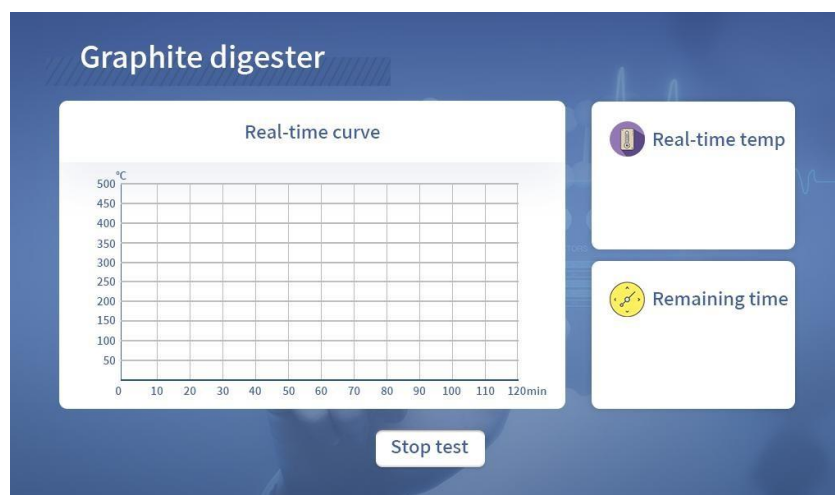 Graphite digester
Real-time curve
°C
500
450
400
350
300
250
200
150
100
50
0 10 20 30 40 50 60 70 80 90 100 110 120min
Real-time temp
Remaining time
Stop test